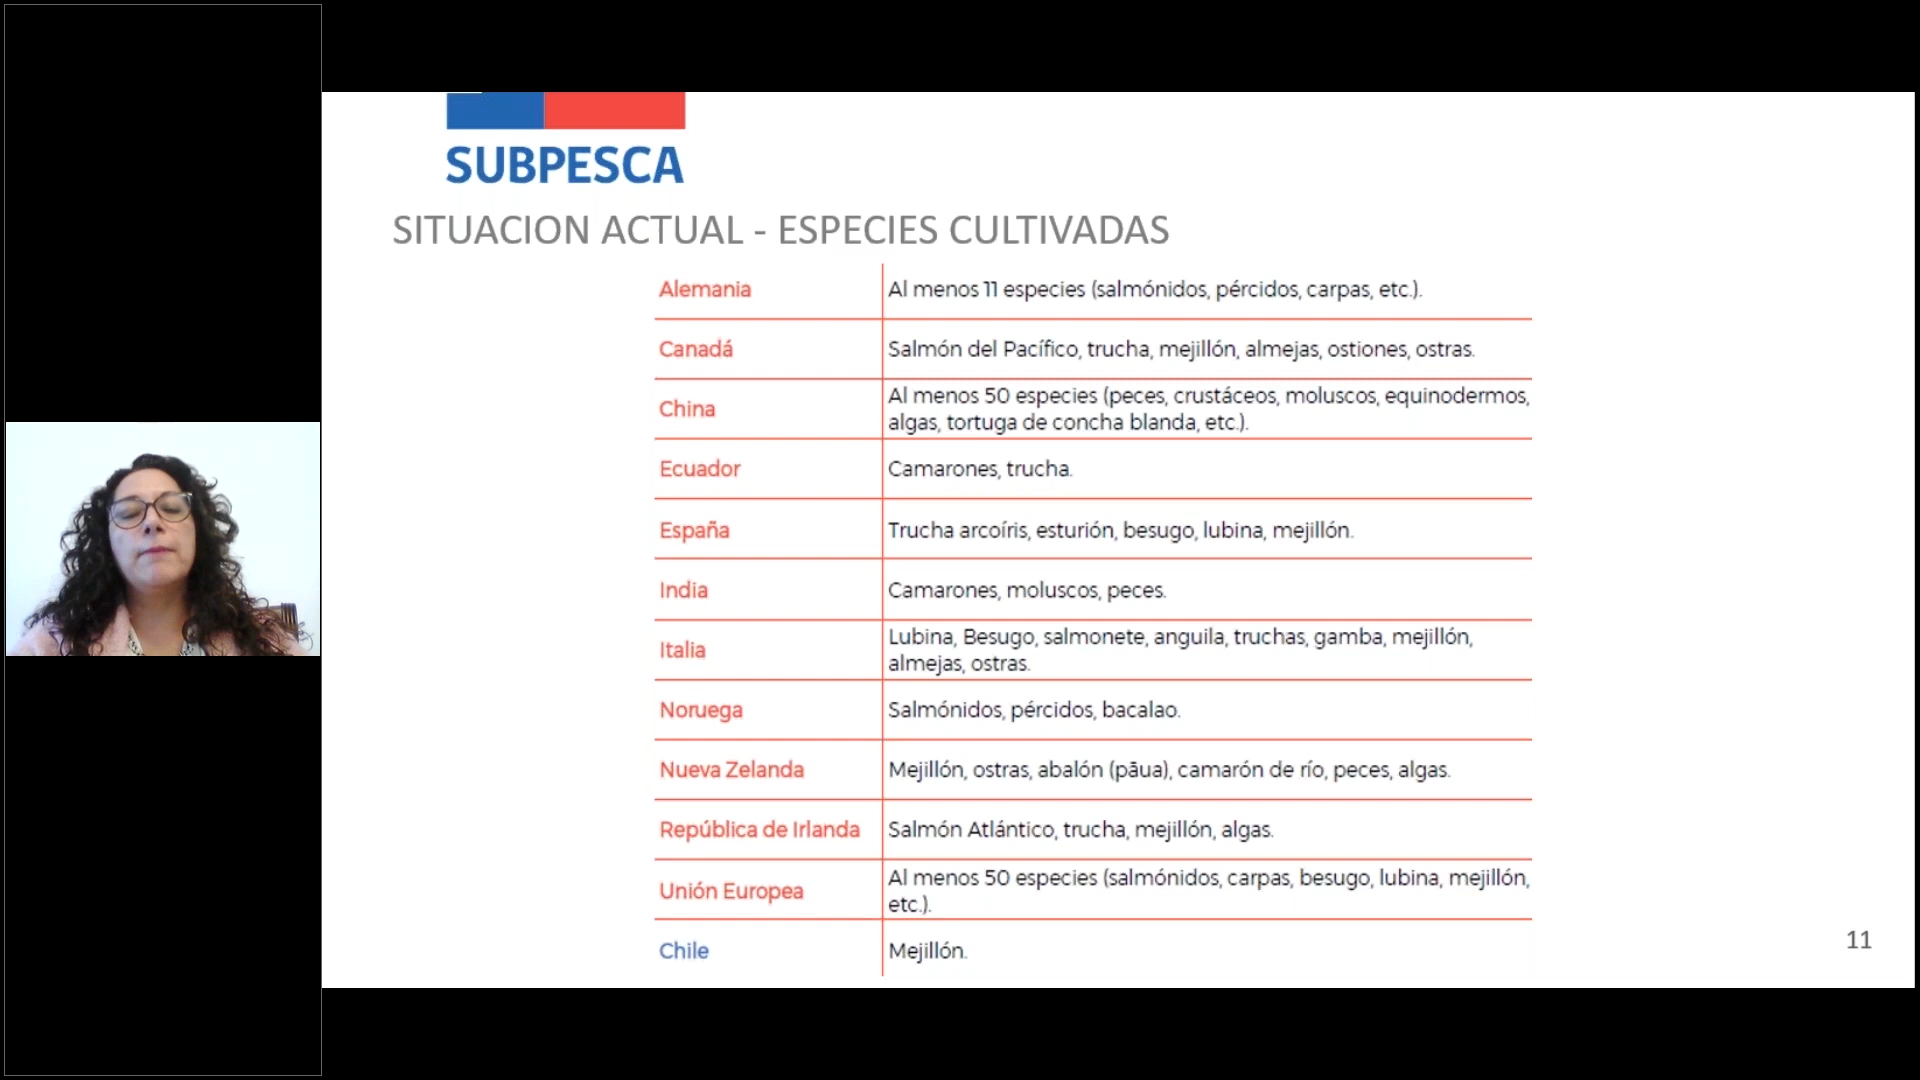 SUBPESCA
SITUACION ACTUAL - ESPECIES CULTIVADAS
Alemania
Al menos 11 especies (salmónidos, pércidos, carpas, etc.).
Canadá
Salmón del Pacífico, trucha, mejillón, almejas, ostiones, ostras.
China
Al menos 50 especies (peces, crustáceos, moluscos, equinodermos,
algas, tortuga de concha blanda, etc.).
Ecuador
Camarones, trucha.
España
Trucha arcoíris, esturión, besugo, lubina, mejillón.
India
Camarones, moluscos, peces.
Italia
Lubina, Besugo, salmonete, anguila, truchas, gamba, mejillón,
almejas, ostras.
Noruega
Salmónidos, pércidos, bacalao.
Nueva Zelanda
Mejillón, ostras, abalón (pāua), camarón de río, peces, algas.
República de Irlanda
Salmón Atlántico, trucha, mejillón, algas.
Unión Europea
Al menos 50 especies (salmónidos, carpas, besugo, lubina, mejillón,
etc.).
Chile
Mejillón.
11